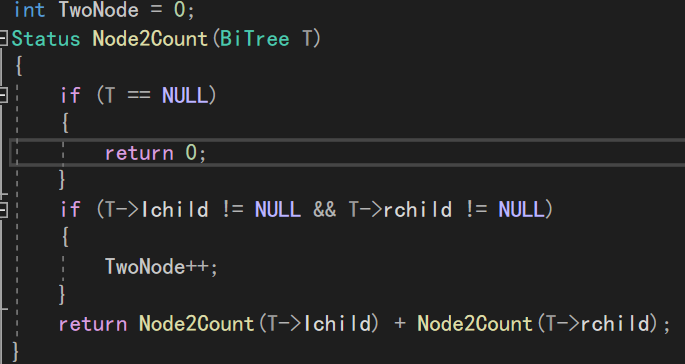 int TwoNode = 0;
Status Node2Count(BiTree T)
{
    if (T == NULL)
    {
        return 0;
    }
    if (T->lchild != NULL && T->rchild != NULL)
    {
        TwoNode++;
    }
    return Node2Count(T->lchild) + Node2Count(T->rchild);
}